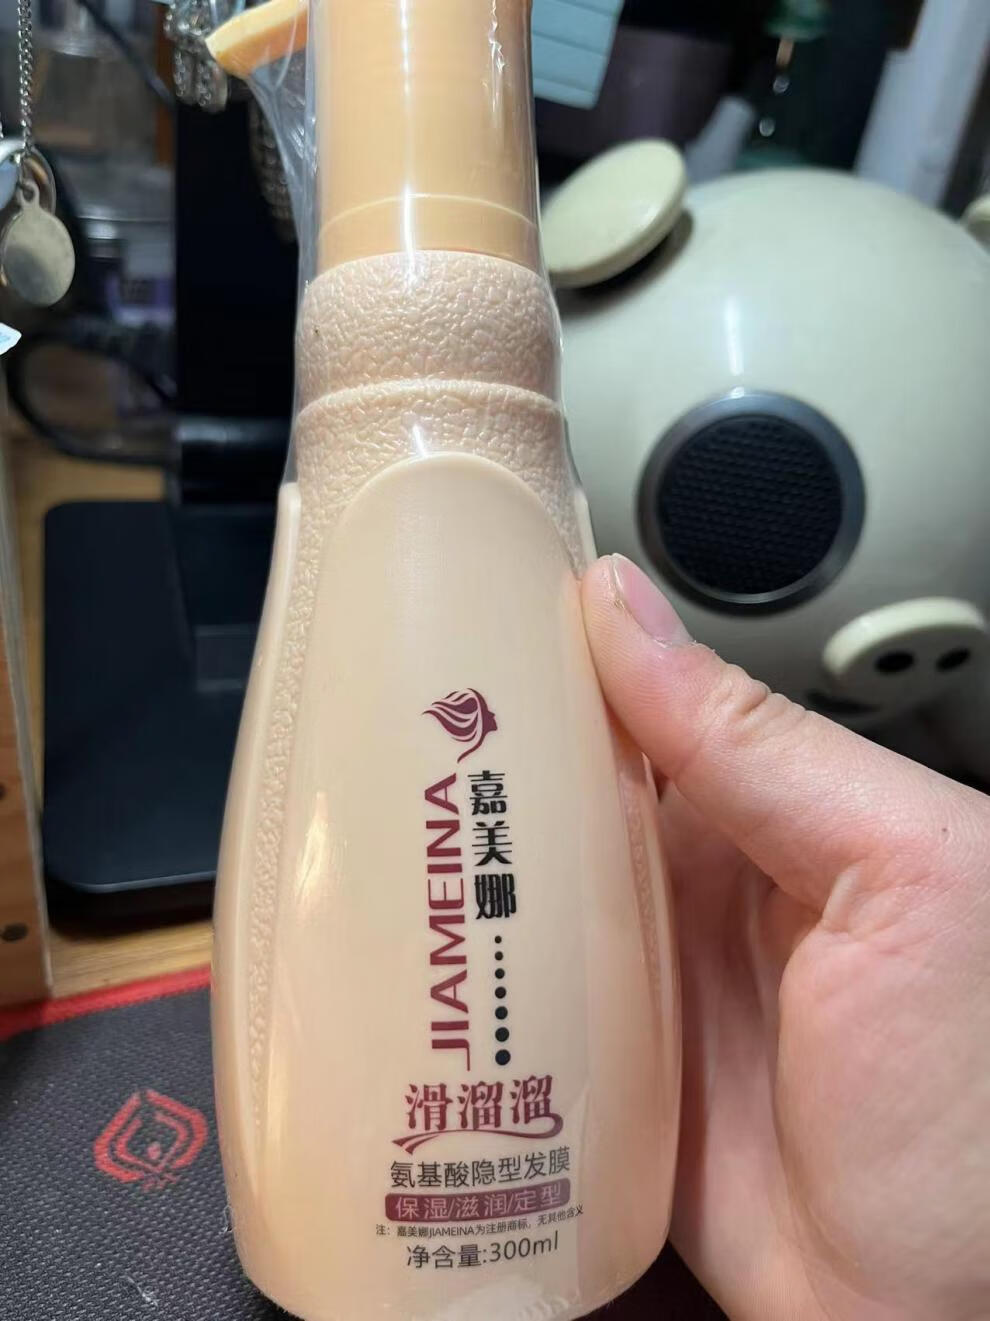 JIAMEINA
嘉美娜
滑溜溜
氨基酸隐型发膜
保湿/滋润/定型
注：嘉美娜JIAMEINA为注册商标，无其他含义
净含量:300ml